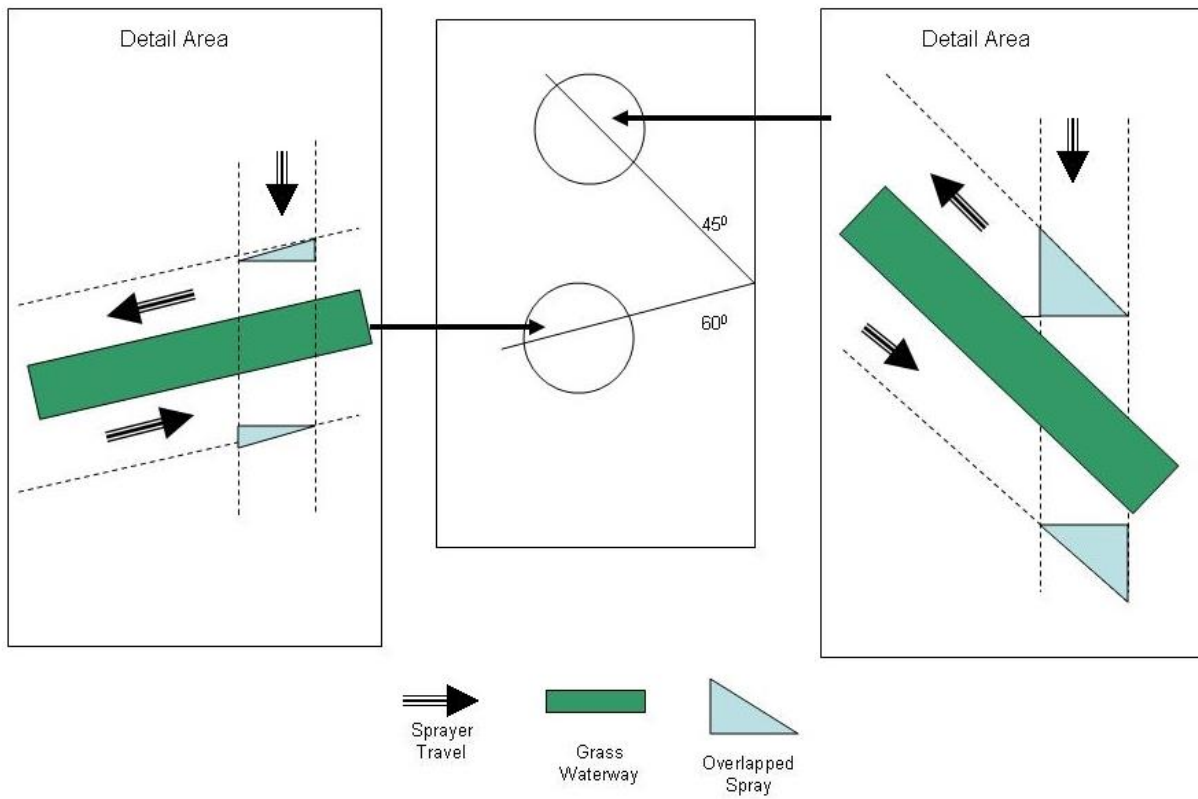 Detail Area
Detail Area
45⁰
60⁰
Sprayer
Travel
Grass
Waterway
Overlapped
Spray